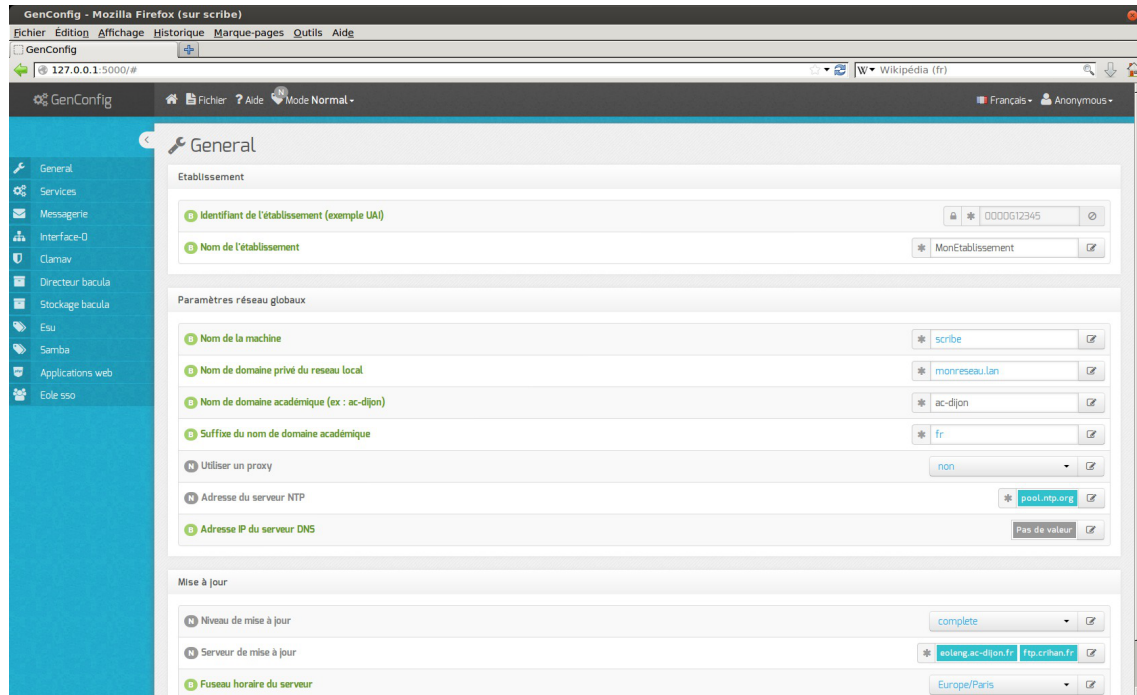 GenConfig - Mozilla Firefox (sur scribe)
Fichier Édition Affichage Historique Marque-pages Outils Aide
GenConfig
127.0.0.1:5000/#
W Wikipédia (fr)
GenConfig
Fichier ? Aide N Mode Normal
Français Anonymous
General
General
Services
Messagerie
Interface-0
Clamav
Directeur bacula
Stockage bacula
Esu
Samba
Applications web
Eole sso
Etablissement
B Identifiant de l'établissement (exemple UAI) 0000G12345
B Nom de l'établissement MonEtablissement
Paramètres réseau globaux
B Nom de la machine scribe
B Nom de domaine privé du reseau local monreseau.lan
B Nom de domaine académique (ex : ac-dijon) ac-dijon
B Suffixe du nom de domaine académique fr
N Utiliser un proxy non
N Adresse du serveur NTP pool.ntp.org
B Adresse IP du serveur DNS Pas de valeur
Mise à jour
N Niveau de mise à jour complete
N Serveur de mise à jour eoleng.ac-dijon.fr ftp.crihan.fr
B Fuseau horaire du serveur Europe/Paris